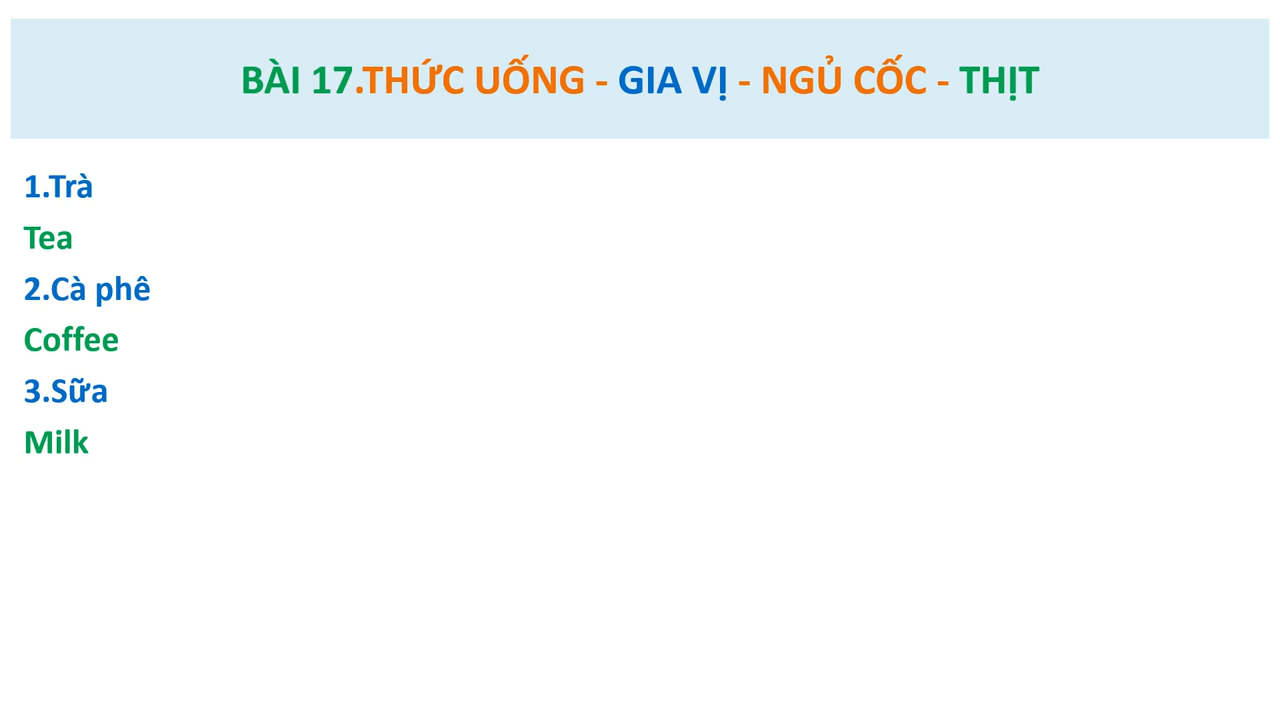 BÀI 17.THỨC UỐNG - GIA VỊ - NGỦ CỐC - THỊT
1.Trà
Tea
2.Cà phê
Coffee
3.Sữa
Milk